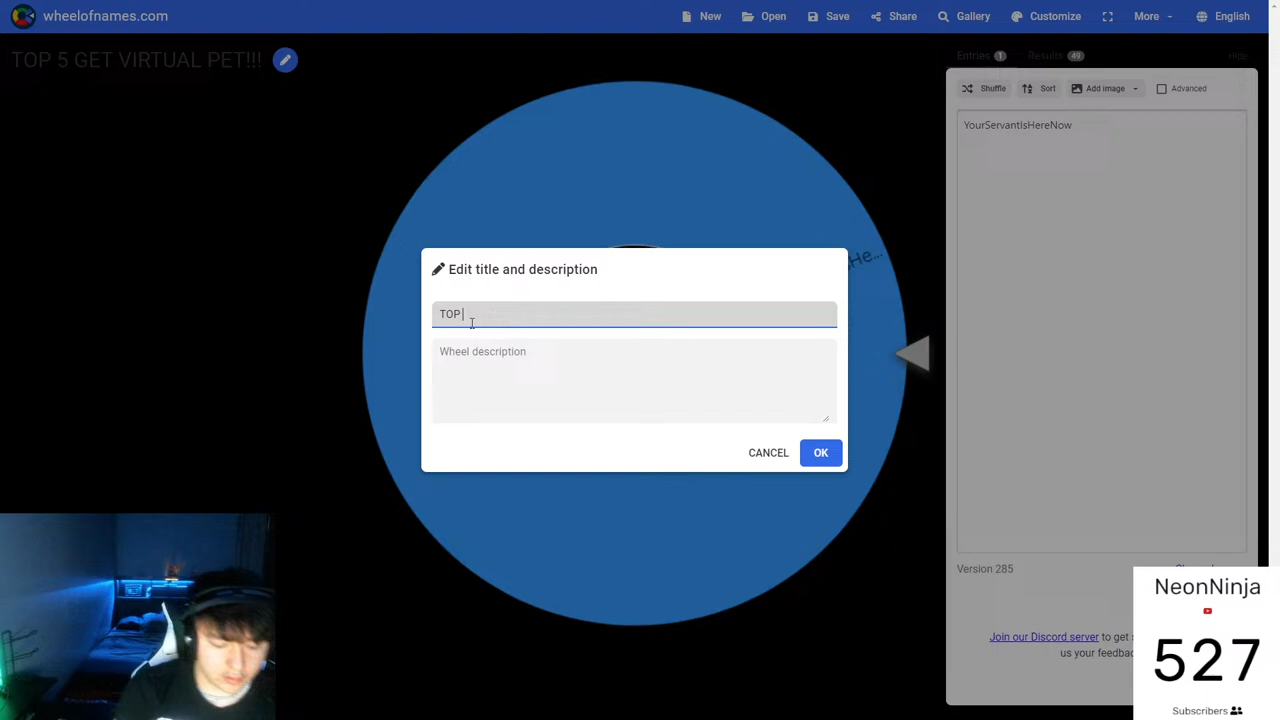 wheelofnames.com
New
Open
Save
Share
Gallery
Customize
More
English
TOP 5 GET VIRTUAL PET!!!
Entries 1
Results 49
Hide
Shuffle
Sort
Add image
Advanced
YourServantIsHereNow
Edit title and description
TOP
Wheel description
CANCEL
OK
Version 285
Join our Discord server to get
us your feedba
NeonNinja
527
Subscribers